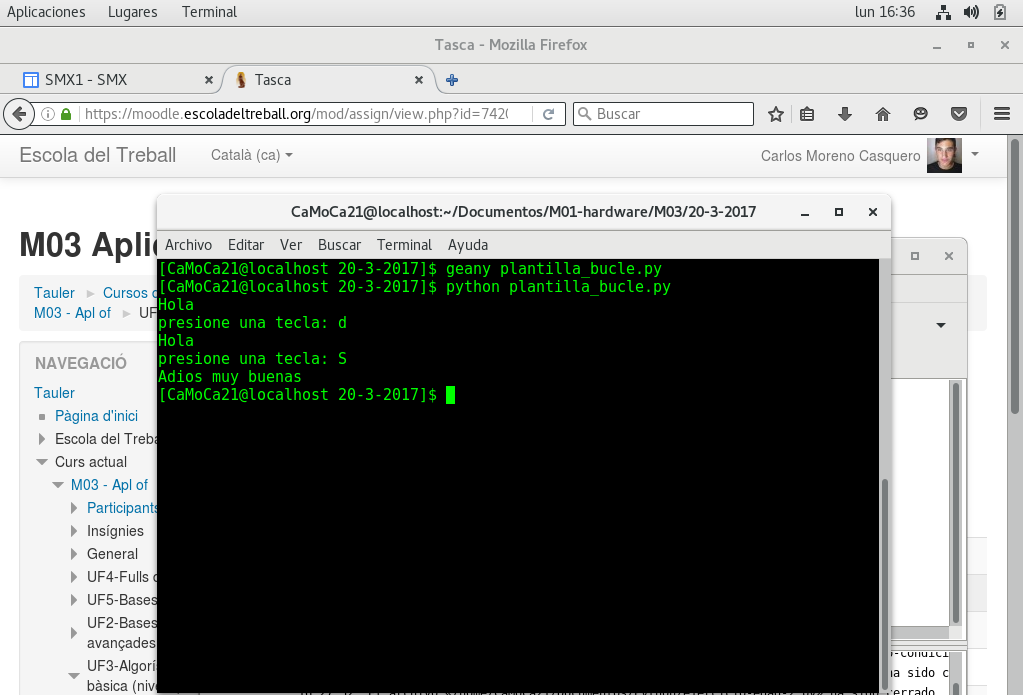 Aplicaciones Lugares Terminal lun 16:36
Tasca - Mozilla Firefox
SMX1 - SMX Tasca
https://moodle.escoladeltreball.org/mod/assign/view.php?id=742 Buscar
Escola del Treball Català (ca) Carlos Moreno Casquero
CaMoCa21@localhost:~/Documentos/M01-hardware/M03/20-3-2017
M03 Aplic
Archivo Editar Ver Buscar Terminal Ayuda
[CaMoCa21@localhost 20-3-2017]$ geany plantilla_bucle.py
[CaMoCa21@localhost 20-3-2017]$ python plantilla_bucle.py
Hola
presione una tecla: d
Hola
presione una tecla: S
Adios muy buenas
[CaMoCa21@localhost 20-3-2017]$
Tauler Cursos
M03 - Apl of UF
NAVEGACIÓ
Tauler
Pàgina d'inici
Escola del Treba
Curs actual
M03 - Apl of
Participants
Insígnies
General
UF4-Fulls
UF5-Bases
UF2-Bases
avançades
UF3-Algorí
bàsica (niv
o-condici
ha sido c